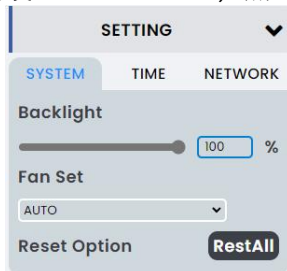 SETTING
SYSTEM TIME NETWORK
Backlight
100 %
Fan Set
AUTO
Reset Option RestAll